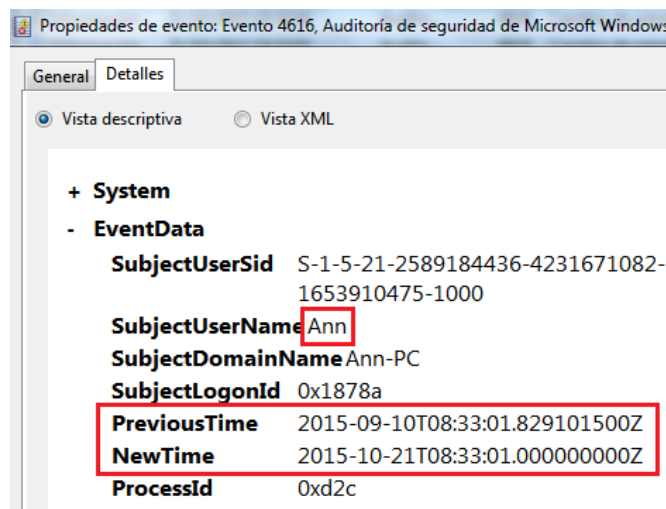 Propiedades de evento: Evento 4616, Auditoría de seguridad de Microsoft Windows
General Detalles
Vista descriptiva Vista XML
+ System
- EventData
SubjectUserSid S-1-5-21-2589184436-4231671082-
1653910475-1000
SubjectUserName Ann
SubjectDomainName Ann-PC
SubjectLogonId 0x1878a
PreviousTime 2015-09-10T08:33:01.829101500Z
NewTime 2015-10-21T08:33:01.000000000Z
ProcessId 0xd2c